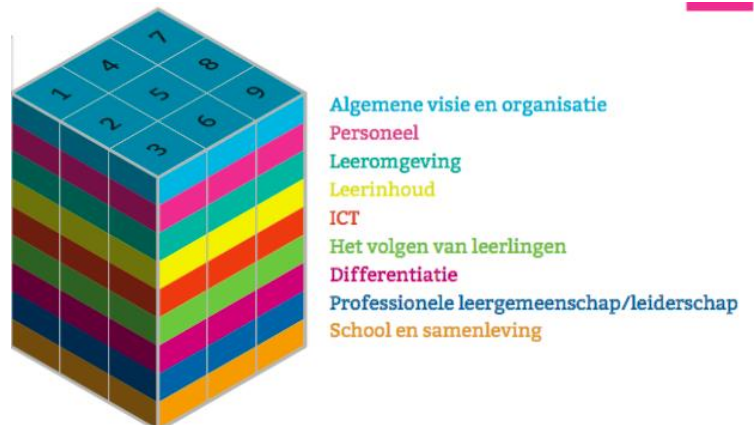 7
4
8
1
5
9
2
6
3
Algemene visie en organisatie
Personeel
Leeromgeving
Leerinhoud
ICT
Het volgen van leerlingen
Differentiatie
Professionele leergemeenschap/leiderschap
School en samenleving